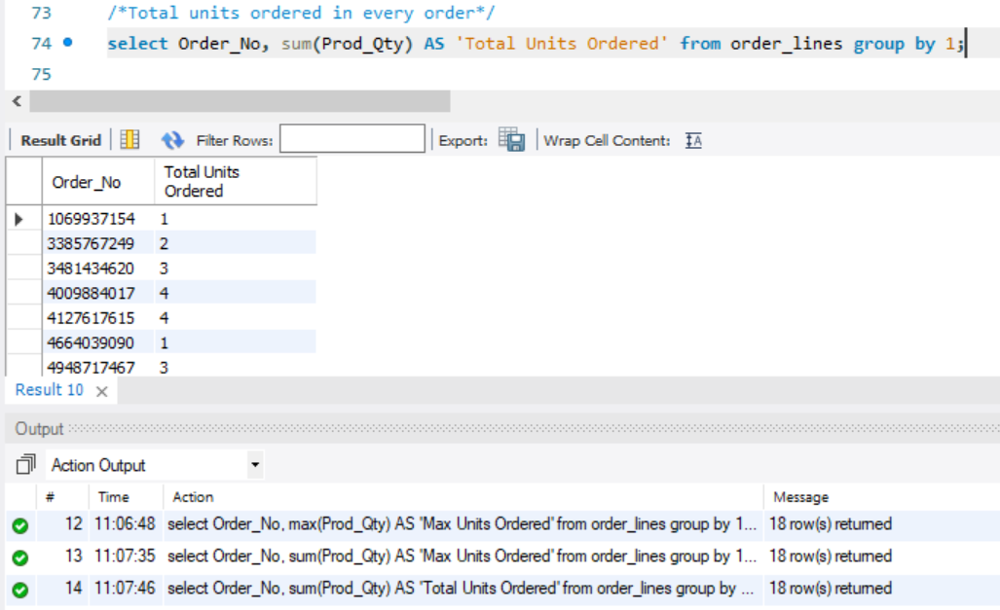 73 /*Total units ordered in every order*/
74 select Order_No, sum(Prod_Qty) AS 'Total Units Ordered' from order_lines group by 1;
75
Result Grid Filter Rows: Export: Wrap Cell Content: IA
Order_No Total Units Ordered
1069937154 1
3385767249 2
3481434620 3
4009884017 4
4127617615 4
4664039090 1
4948717467 3
Result 10
Output
Action Output
# Time Action Message
12 11:06:48 select Order_No, max(Prod_Qty) AS 'Max Units Ordered' from order_lines group by 1... 18 row(s) returned
13 11:07:35 select Order_No, sum(Prod_Qty) AS 'Max Units Ordered' from order_lines group by 1... 18 row(s) returned
14 11:07:46 select Order_No, sum(Prod_Qty) AS 'Total Units Ordered' from order_lines group by ... 18 row(s) returned